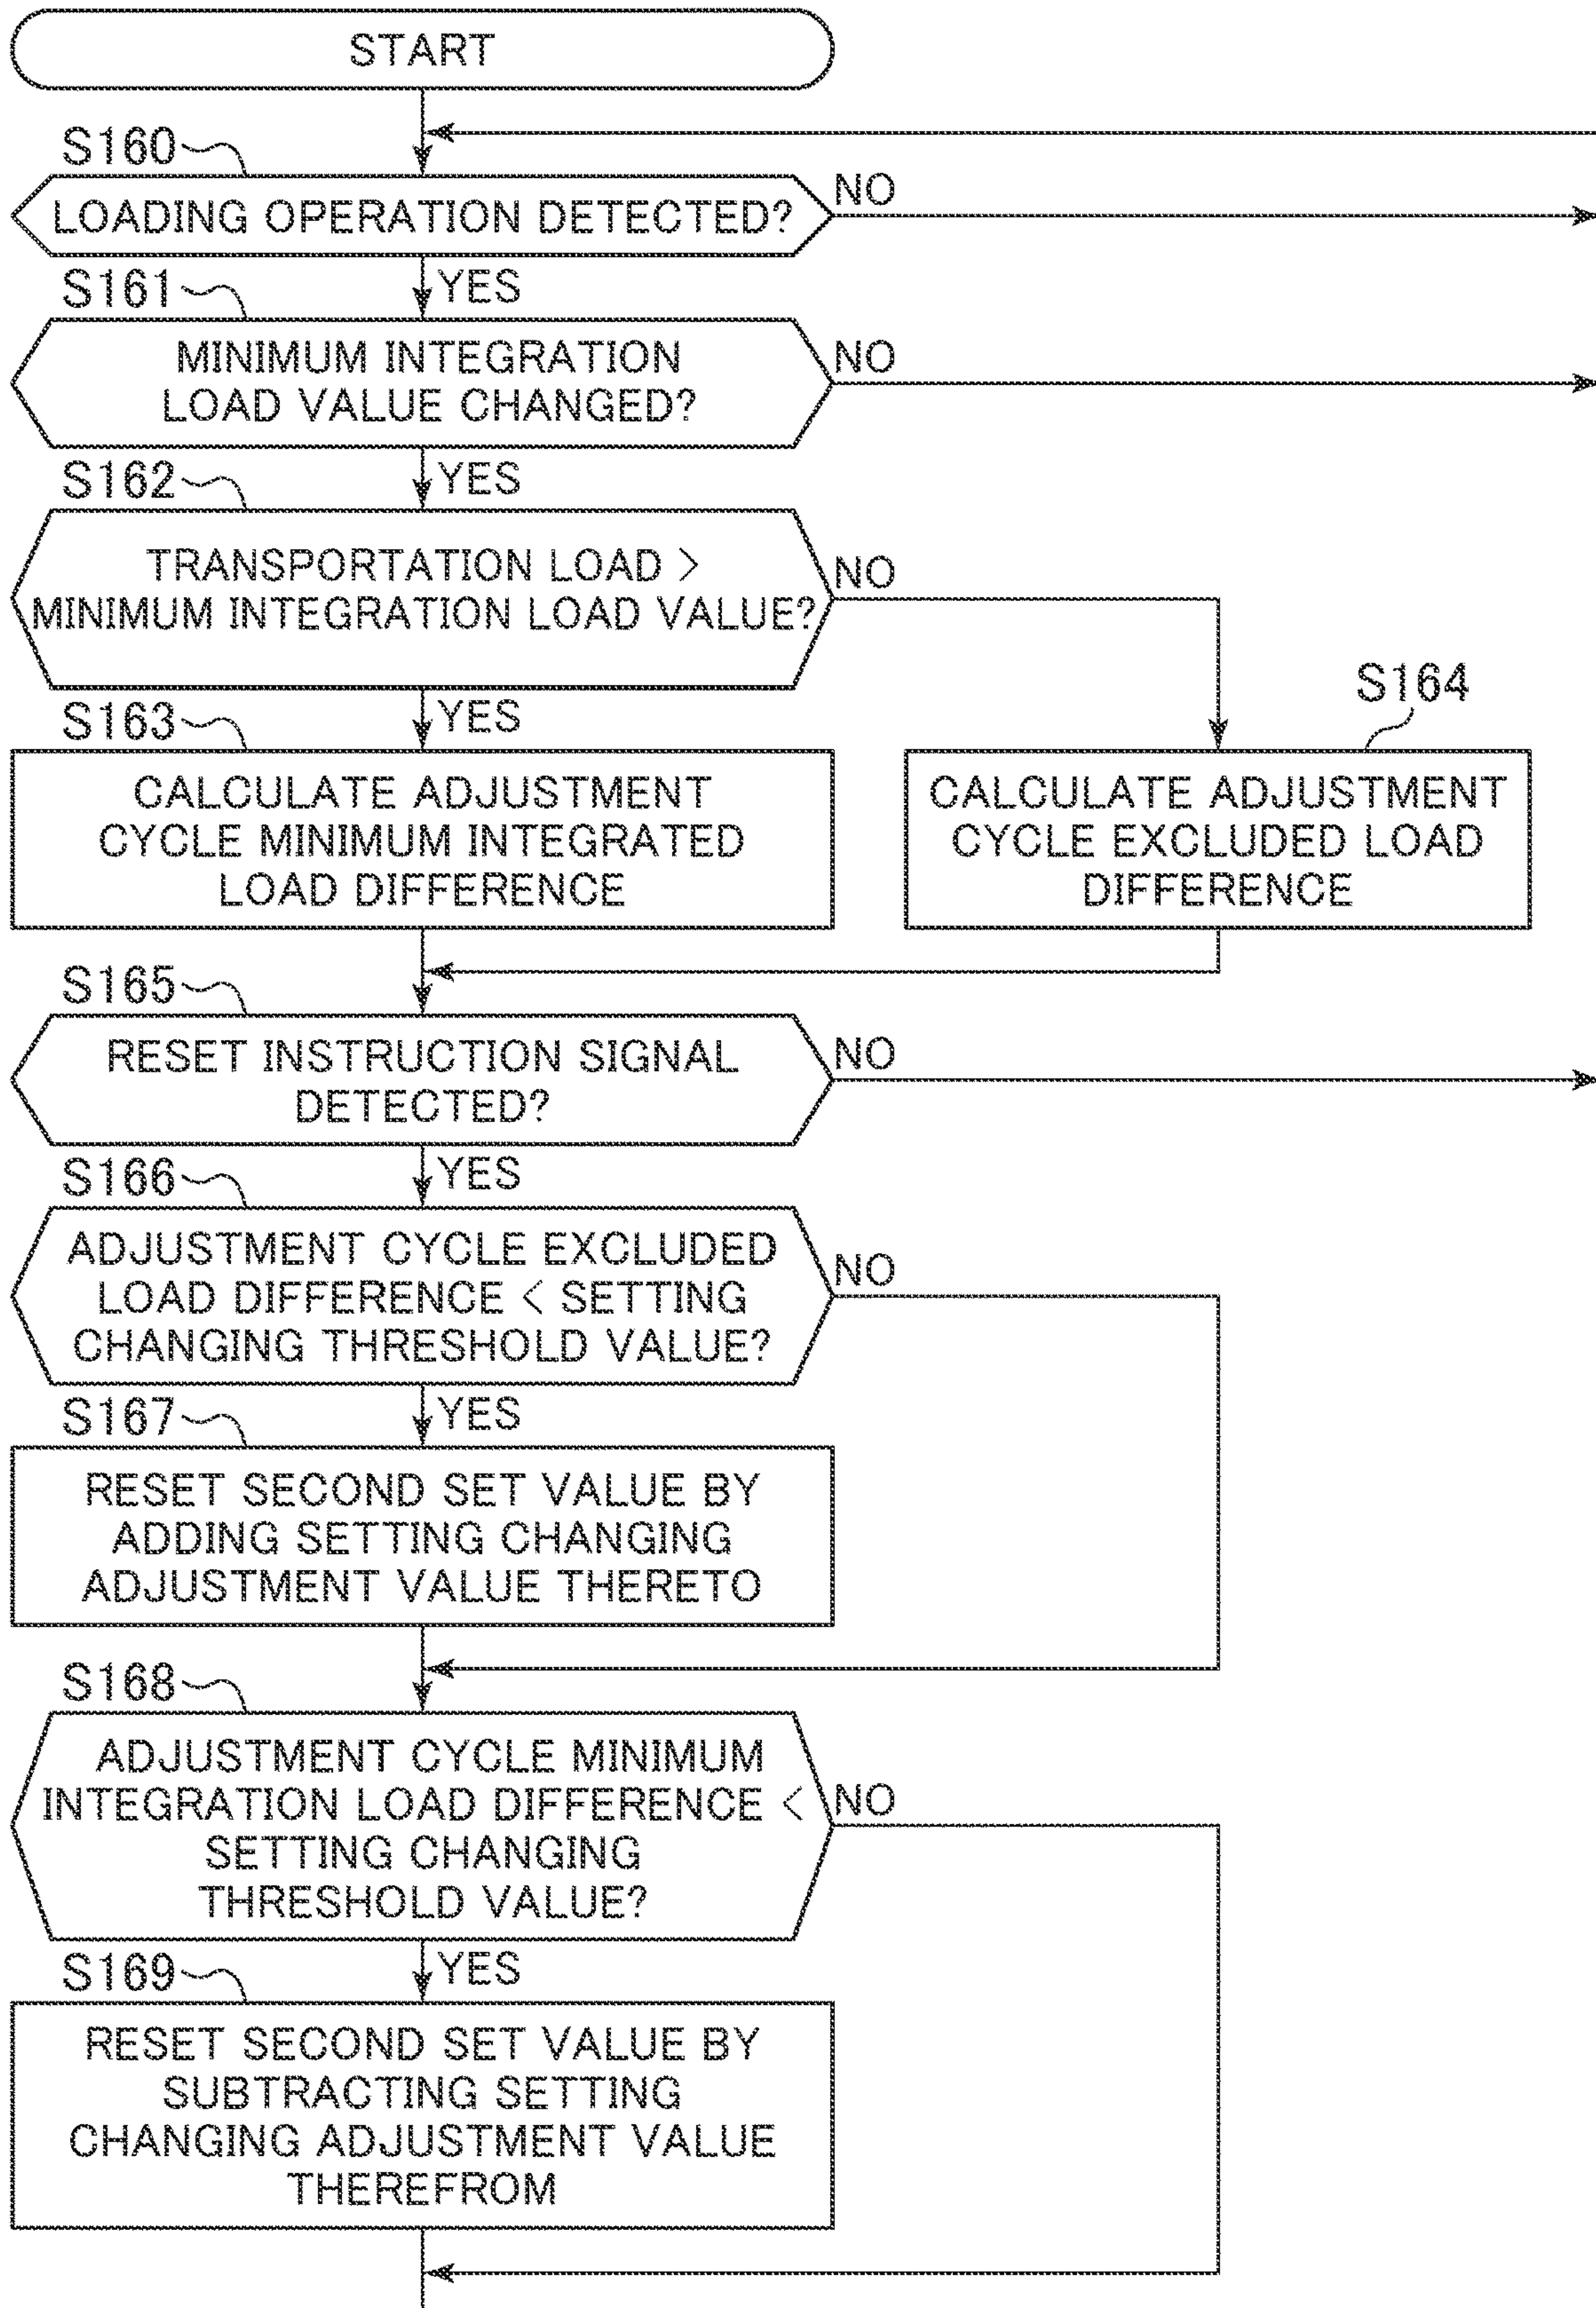 START
S160
LOADING OPERATION DETECTED?
NO
YES
S161
MINIMUM INTEGRATION
LOAD VALUE CHANGED?
NO
YES
S162
TRANSPORTATION LOAD >
MINIMUM INTEGRATION LOAD VALUE?
NO
YES
S163
CALCULATE ADJUSTMENT
CYCLE MINIMUM INTEGRATED
LOAD DIFFERENCE
S164
CALCULATE ADJUSTMENT
CYCLE EXCLUDED LOAD
DIFFERENCE
S165
RESET INSTRUCTION SIGNAL
DETECTED?
NO
YES
S166
ADJUSTMENT CYCLE EXCLUDED
LOAD DIFFERENCE < SETTING
CHANGING THRESHOLD VALUE?
NO
YES
S167
RESET SECOND SET VALUE BY
ADDING SETTING CHANGING
ADJUSTMENT VALUE THERETO
S168
ADJUSTMENT CYCLE MINIMUM
INTEGRATION LOAD DIFFERENCE <
SETTING CHANGING
THRESHOLD VALUE?
NO
YES
S169
RESET SECOND SET VALUE BY
SUBTRACTING SETTING
CHANGING ADJUSTMENT VALUE
THEREFROM